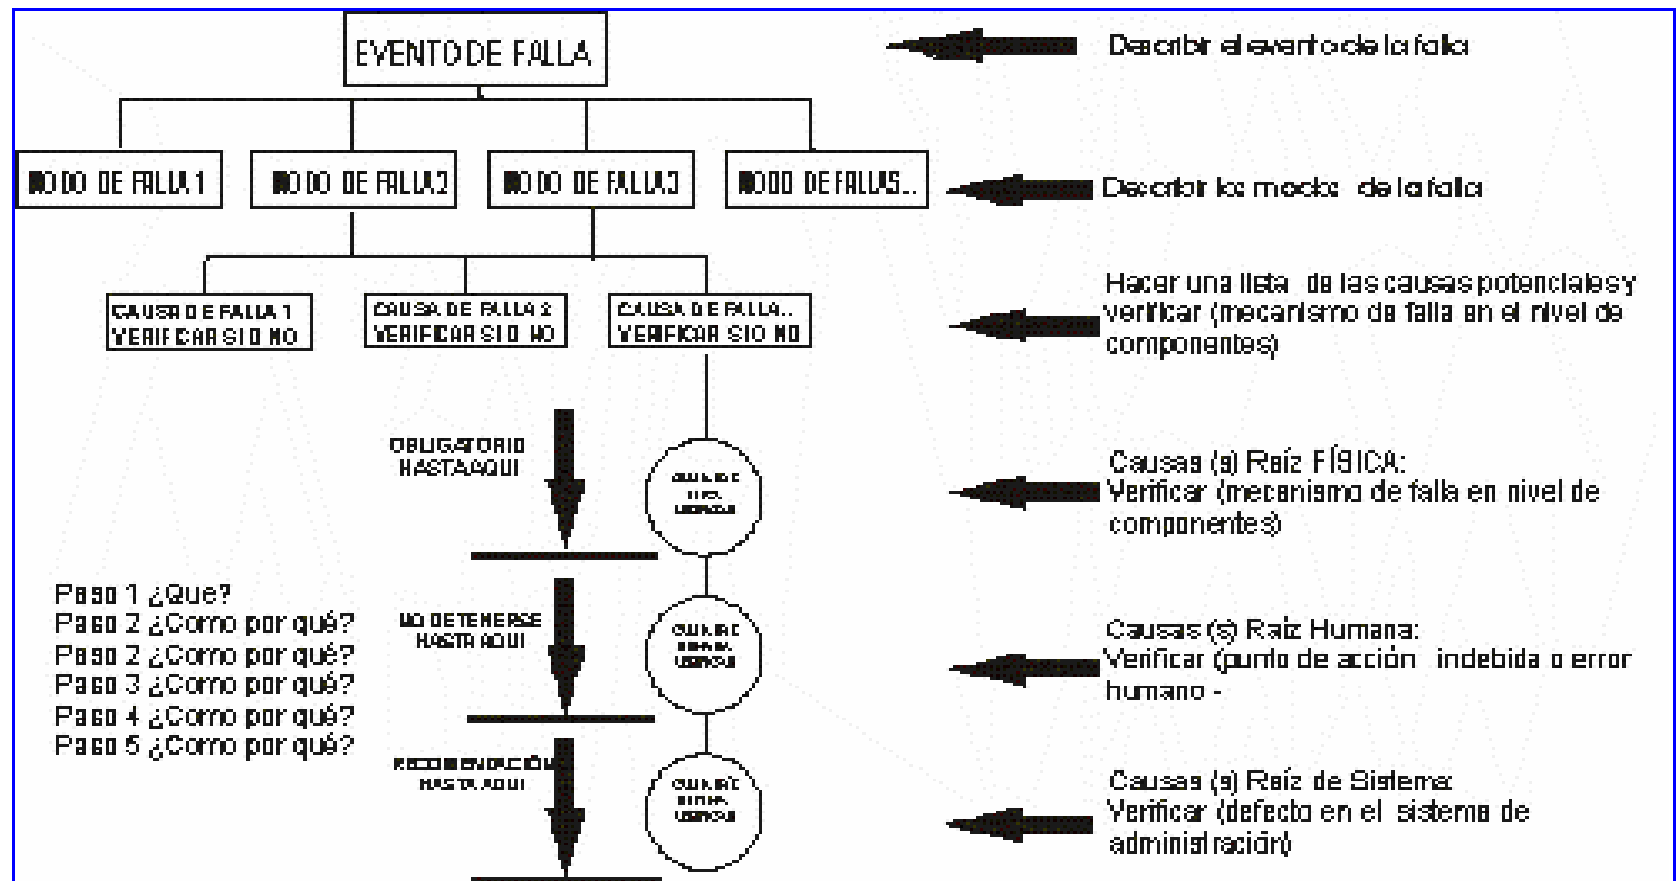 EVENTO DE FALLA
Describir el evento de la falla
MODO DE FALLA 1
MODO DE FALLA 2
MODO DE FALLA 3
MODO DE FALLAS...
Describir los modos de la falla
CAUSA DE FALLA 1
VERIFICAR SI O NO
CAUSA DE FALLA 2
VERIFICAR SI O NO
CAUSA DE FALLA...
VERIFICAR SI O NO
Hacer una lista de las causas potenciales y
verificar (mecanismo de falla en el nivel de
componentes)
OBLIGATORIO
HASTA AQUI
Causas (s) Raíz FÍSICA:
Verificar (mecanismo de falla en nivel de
componentes)
Paso 1 ¿Que?
Paso 2 ¿Como por qué?
Paso 2 ¿Como por qué?
Paso 3 ¿Como por qué?
Paso 4 ¿Como por qué?
Paso 5 ¿Como por qué?
NO DETENERSE
HASTA AQUI
Causas (s) Raíz Humana:
Verificar (punto de acción indebida o error
humano -
RECOMENDACIÓN
HASTA AQUI
Causas (s) Raíz de Sistema:
Verificar (defecto en el sistema de
administración)